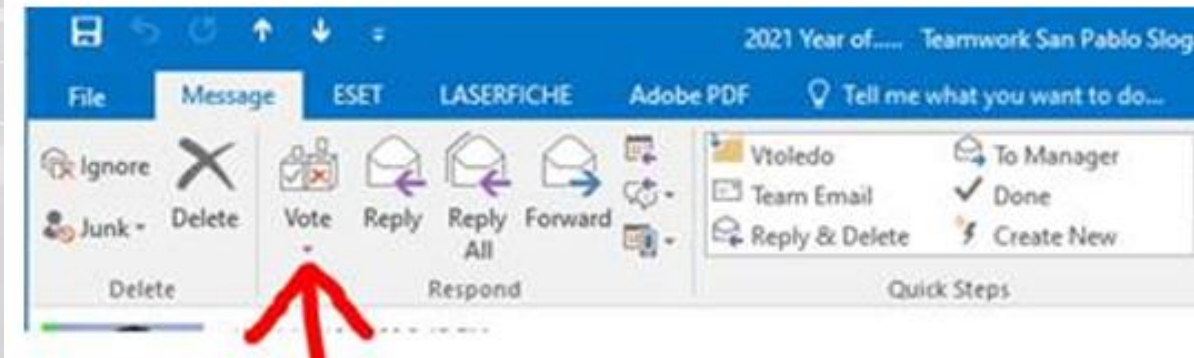 2021 Year of..... Teamwork San Pablo Slog
File Message ESET LASERFICHE Adobe PDF Tell me what you want to do...
Ignore
Junk
Delete
Vote
Reply
Reply All
Forward
Vtoledo
Team Email
Reply & Delete
To Manager
Done
Create New
Delete Respond Quick Steps